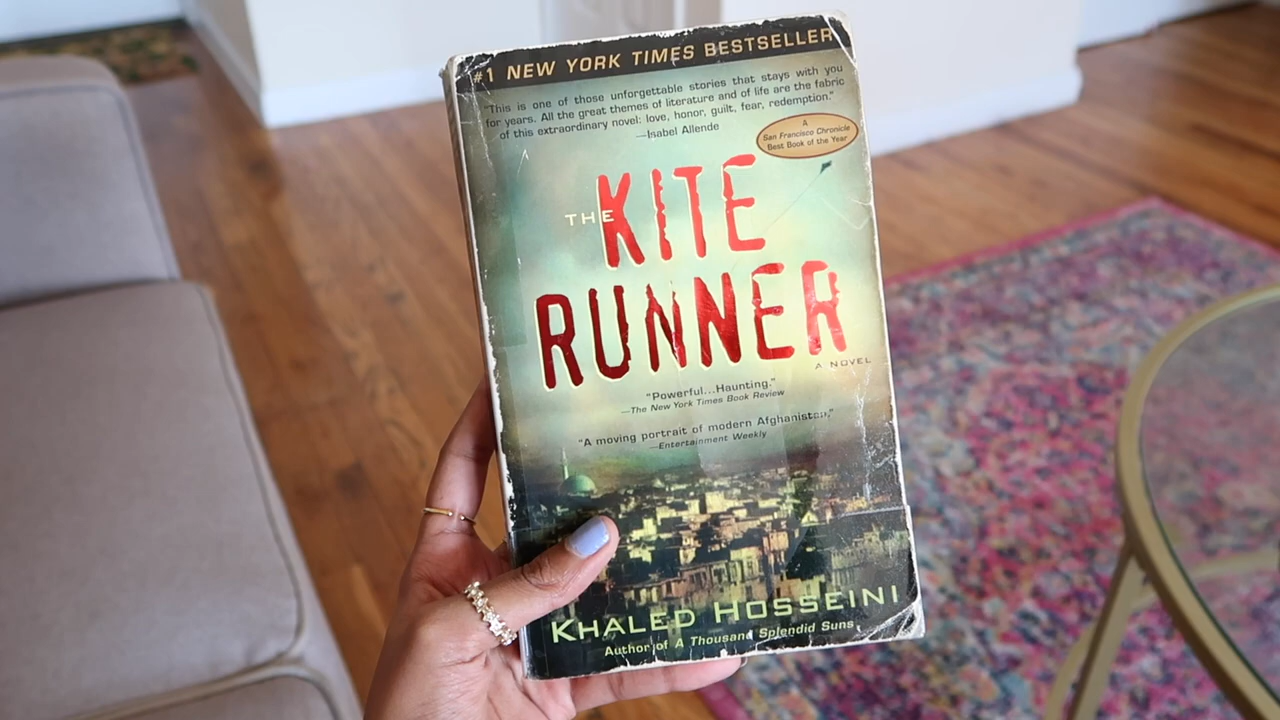 #1 NEW YORK TIMES BESTSELLER
"This is one of those unforgettable stories that stays with you
for years. All the great themes of literature and of life are the fabric
of this extraordinary novel: love, honor, guilt, fear, redemption."
—Isabel Allende
A
San Francisco Chronicle
Best Book of the Year
THE KITE
RUNNER
A NOVEL
"Powerful...Haunting."
—The New York Times Book Review
"A moving portrait of modern Afghanistan."
—Entertainment Weekly
KHALED HOSSEINI
Author of A Thousand Splendid Suns